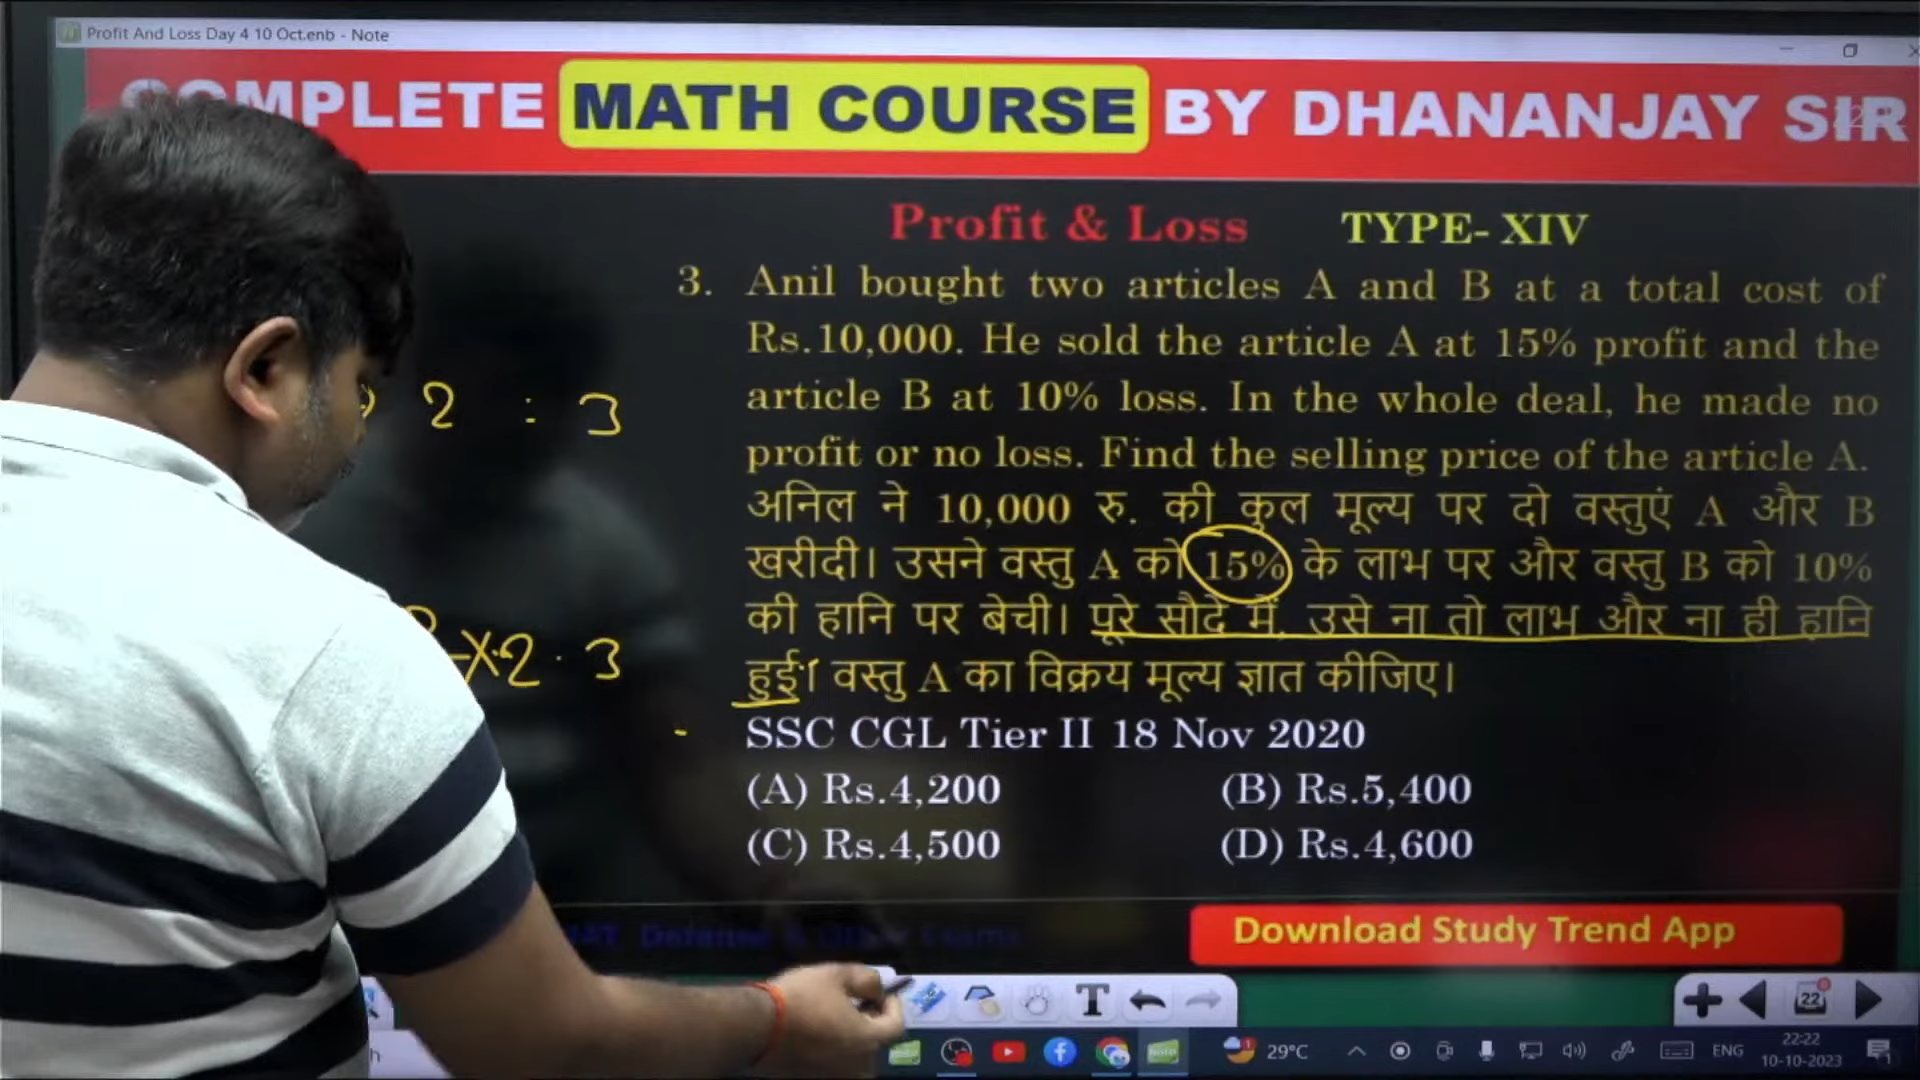 Profit And Loss Day 4 10 Oct.enb - Note
COMPLETE MATH COURSE BY DHANANJAY SIR
Profit & Loss TYPE- XIV
3. Anil bought two articles A and B at a total cost of
Rs.10,000. He sold the article A at 15% profit and the
article B at 10% loss. In the whole deal, he made no
profit or no loss. Find the selling price of the article A.
अनिल ने 10,000 रु. की कुल मूल्य पर दो वस्तुएं A और B
खरीदी। उसने वस्तु A को 15% के लाभ पर और वस्तु B को 10%
की हानि पर बेची। पूरे सौदे में, उसे ना तो लाभ और ना ही हानि
हुई। वस्तु A का विक्रय मूल्य ज्ञात कीजिए।
SSC CGL Tier II 18 Nov 2020
(A) Rs.4,200 (B) Rs.5,400
(C) Rs.4,500 (D) Rs.4,600
2 : 3
2 . 3
Download Study Trend App
T
22
29°C
ENG
22:22
10-10-2023